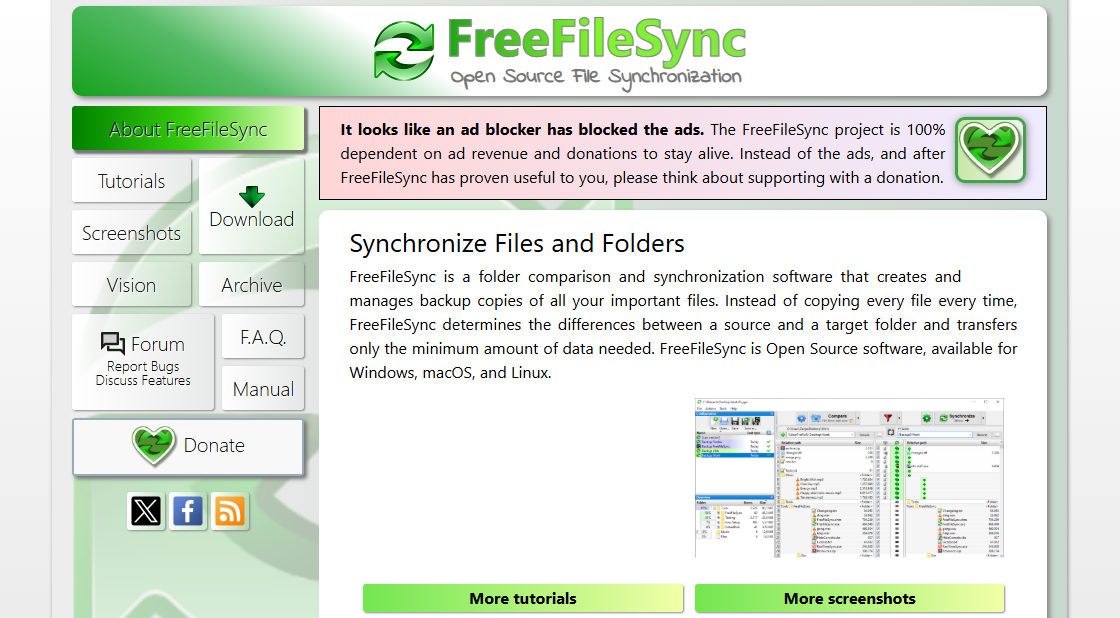 FreeFileSync
Open Source File Synchronization
About FreeFileSync
Tutorials
Download
Screenshots
Vision
Archive
Forum
Report Bugs
Discuss Features
F.A.Q.
Manual
Donate
It looks like an ad blocker has blocked the ads. The FreeFileSync project is 100%
dependent on ad revenue and donations to stay alive. Instead of the ads, and after
FreeFileSync has proven useful to you, please think about supporting with a donation.
Synchronize Files and Folders
FreeFileSync is a folder comparison and synchronization software that creates and
manages backup copies of all your important files. Instead of copying every file every time,
FreeFileSync determines the differences between a source and a target folder and transfers
only the minimum amount of data needed. FreeFileSync is Open Source software, available for
Windows, macOS, and Linux.
Compare
Synchronize
More tutorials
More screenshots